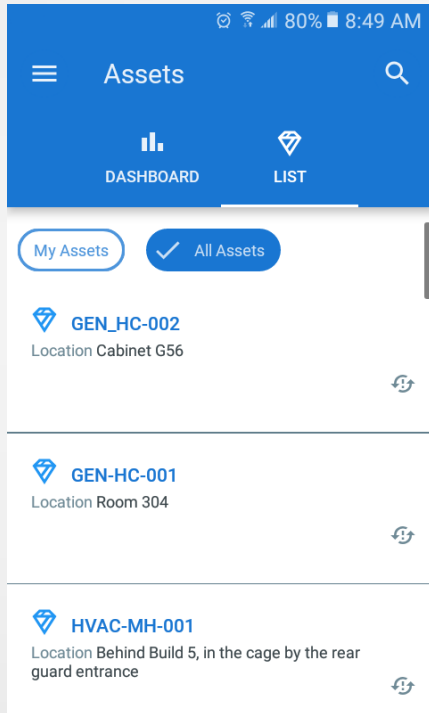 80% 8:49 AM
Assets
DASHBOARD LIST
My Assets All Assets
GEN_HC-002
Location Cabinet G56
GEN-HC-001
Location Room 304
HVAC-MH-001
Location Behind Build 5, in the cage by the rear
guard entrance